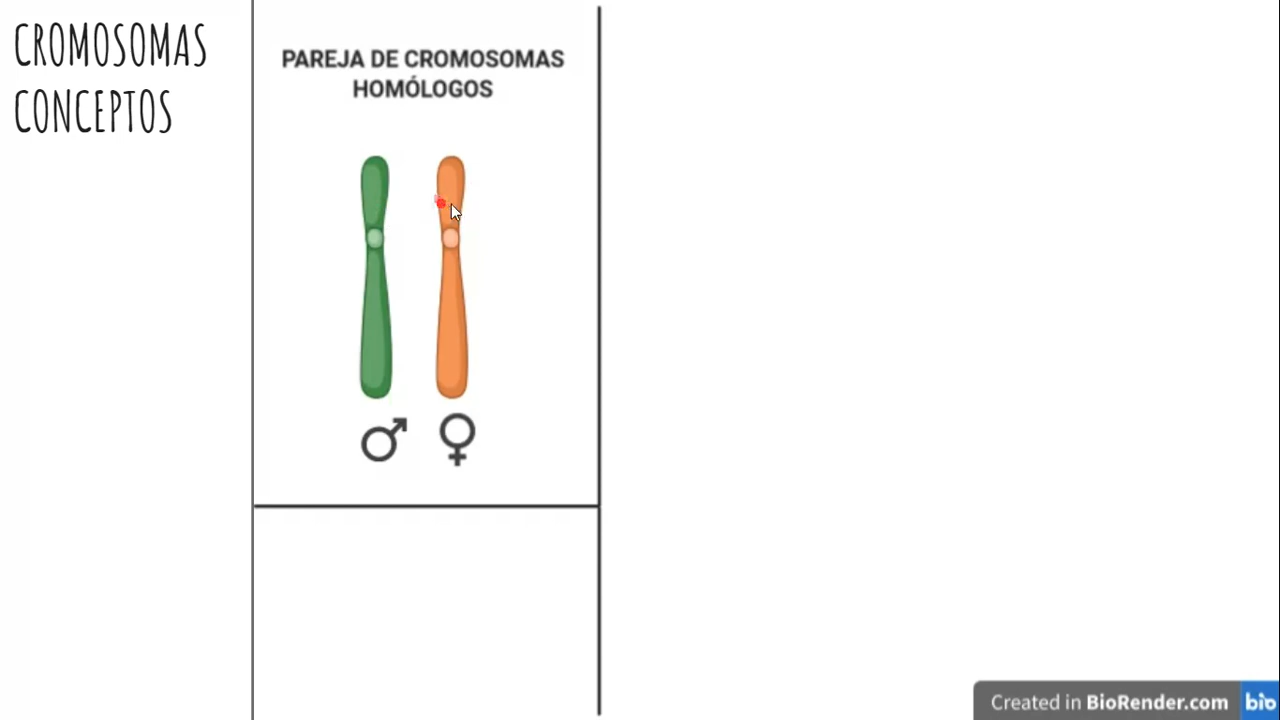 CROMOSOMAS
CONCEPTOS
PAREJA DE CROMOSOMAS
HOMÓLOGOS
♂ ♀
Created in BioRender.com bio